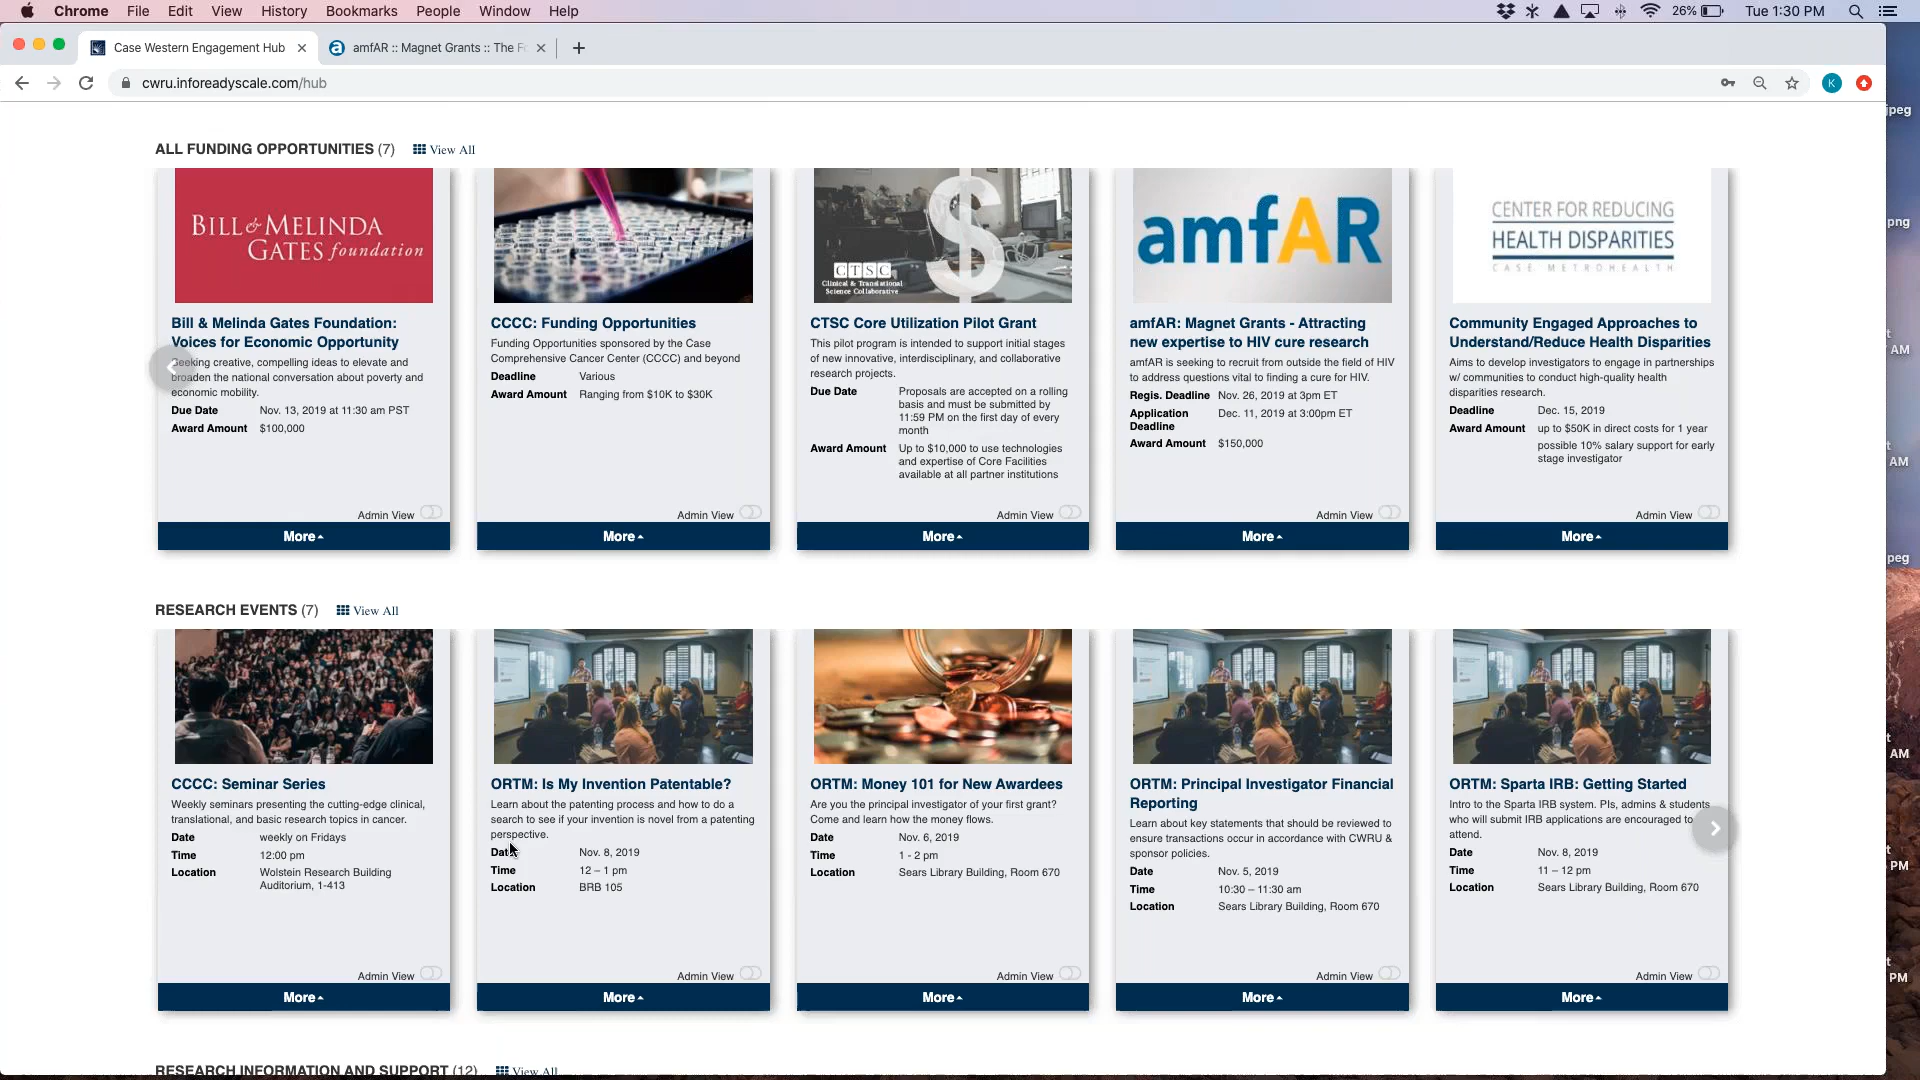 Chrome File Edit View History Bookmarks People Window Help 26% Tue 1:30 PM
Case Western Engagement Hub amfAR :: Magnet Grants :: The Fo
cwru.inforeadyscale.com/hub K
jpeg
png
t
AM
t
AM
peg
t
AM
t
PM
t
PM
ALL FUNDING OPPORTUNITIES (7) View All
BILL & MELINDA
GATES foundation
Bill & Melinda Gates Foundation:
Voices for Economic Opportunity
Seeking creative, compelling ideas to elevate and
broaden the national conversation about poverty and
economic mobility.
Due Date Nov. 13, 2019 at 11:30 am PST
Award Amount $100,000
Admin View
More
CCCC: Funding Opportunities
Funding Opportunities sponsored by the Case
Comprehensive Cancer Center (CCCC) and beyond
Deadline Various
Award Amount Ranging from $10K to $30K
Admin View
More
$
CTSC
Clinical & Translational
Science Collaborative
CTSC Core Utilization Pilot Grant
This pilot program is intended to support initial stages
of new innovative, interdisciplinary, and collaborative
research projects.
Due Date Proposals are accepted on a rolling
basis and must be submitted by
11:59 PM on the first day of every
month
Award Amount Up to $10,000 to use technologies
and expertise of Core Facilities
available at all partner institutions
Admin View
More
amfAR
amfAR: Magnet Grants - Attracting
new expertise to HIV cure research
amfAR is seeking to recruit from outside the field of HIV
to address questions vital to finding a cure for HIV.
Regis. Deadline Nov. 26, 2019 at 3pm ET
Application Dec. 11, 2019 at 3:00pm ET
Deadline
Award Amount $150,000
Admin View
More
CENTER FOR REDUCING
HEALTH DISPARITIES
CASE METROHEALTH
Community Engaged Approaches to
Understand/Reduce Health Disparities
Aims to develop investigators to engage in partnerships
w/ communities to conduct high-quality health
disparities research.
Deadline Dec. 15, 2019
Award Amount up to $50K in direct costs for 1 year
possible 10% salary support for early
stage investigator
Admin View
More
RESEARCH EVENTS (7) View All
CCCC: Seminar Series
Weekly seminars presenting the cutting-edge clinical,
translational, and basic research topics in cancer.
Date weekly on Fridays
Time 12:00 pm
Location Wolstein Research Building
Auditorium, 1-413
Admin View
More
ORTM: Is My Invention Patentable?
Learn about the patenting process and how to do a
search to see if your invention is novel from a patenting
perspective.
Date Nov. 8, 2019
Time 12 – 1 pm
Location BRB 105
Admin View
More
ORTM: Money 101 for New Awardees
Are you the principal investigator of your first grant?
Come and learn how the money flows.
Date Nov. 6, 2019
Time 1 - 2 pm
Location Sears Library Building, Room 670
Admin View
More
ORTM: Principal Investigator Financial
Reporting
Learn about key statements that should be reviewed to
ensure transactions occur in accordance with CWRU &
sponsor policies.
Date Nov. 5, 2019
Time 10:30 – 11:30 am
Location Sears Library Building, Room 670
Admin View
More
ORTM: Sparta IRB: Getting Started
Intro to the Sparta IRB system. PIs, admins & students
who will submit IRB applications are encouraged to
attend.
Date Nov. 8, 2019
Time 11 – 12 pm
Location Sears Library Building, Room 670
Admin View
More
RESEARCH INFORMATION AND SUPPORT (12) View All